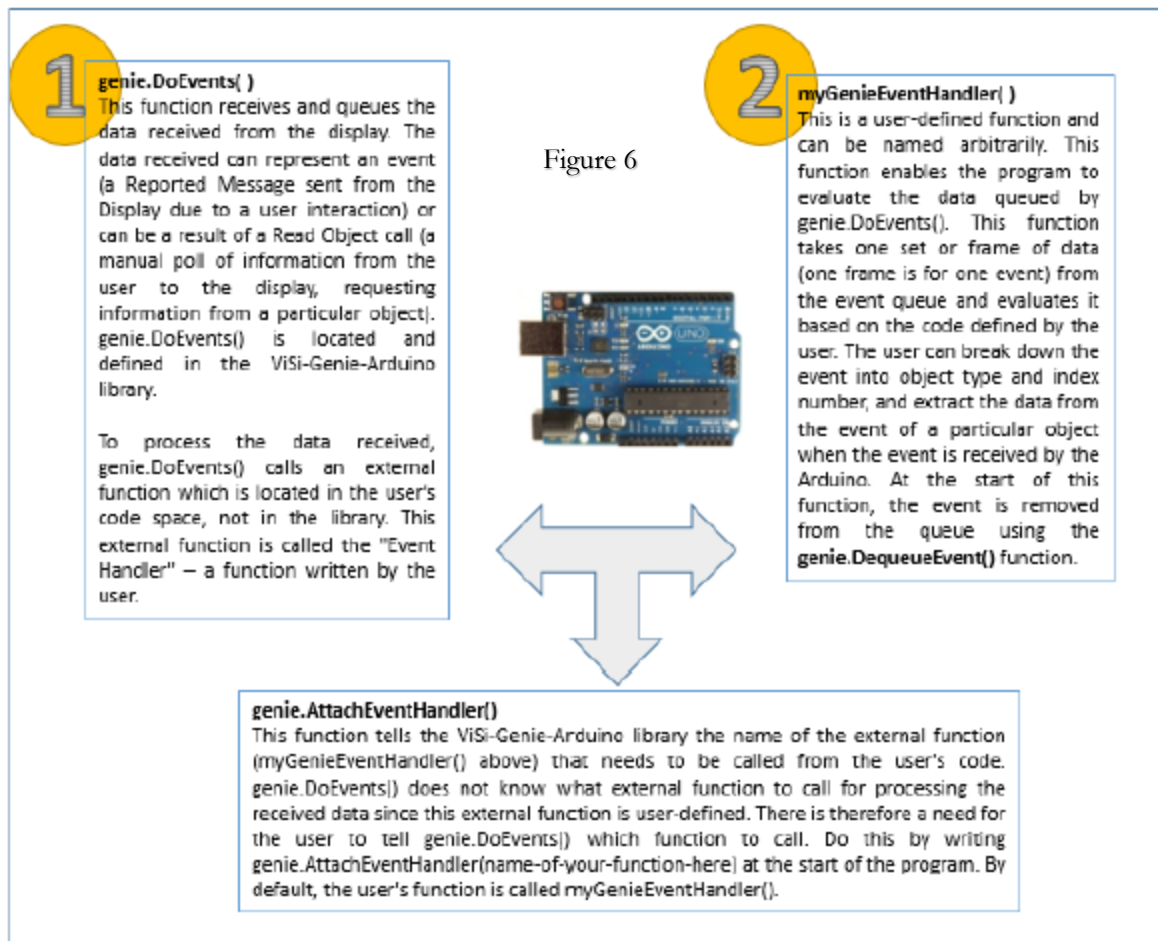 1
genie.DoEvents( )
This function receives and queues the
data received from the display. The
data received can represent an event
(a Reported Message sent from the
Display due to a user interaction) or
can be a result of a Read Object call (a
manual poll of information from the
user to the display, requesting
information from a particular object).
genie.DoEvents() is located and
defined in the ViSi-Genie-Arduino
library.
To process the data received,
genie.DoEvents() calls an external
function which is located in the user's
code space, not in the library. This
external function is called the "Event
Handler" – a function written by the
user.
Figure 6
ARDUINO
UNO
2
myGenieEventHandler( )
This is a user-defined function and
can be named arbitrarily. This
function enables the program to
evaluate the data queued by
genie.DoEvents(). This function
takes one set or frame of data
(one frame is for one event) from
the event queue and evaluates it
based on the code defined by the
user. The user can break down the
event into object type and index
number, and extract the data from
the event of a particular object
when the event is received by the
Arduino. At the start of this
function, the event is removed
from the queue using the
genie.DequeueEvent() function.
genie.AttachEventHandler()
This function tells the ViSi-Genie-Arduino library the name of the external function
(myGenieEventHandler() above) that needs to be called from the user's code.
genie.DoEvents() does not know what external function to call for processing the
received data since this external function is user-defined. There is therefore a need for
the user to tell genie.DoEvents() which function to call. Do this by writing
genie.AttachEventHandler(name-of-your-function-here) at the start of the program. By
default, the user's function is called myGenieEventHandler().